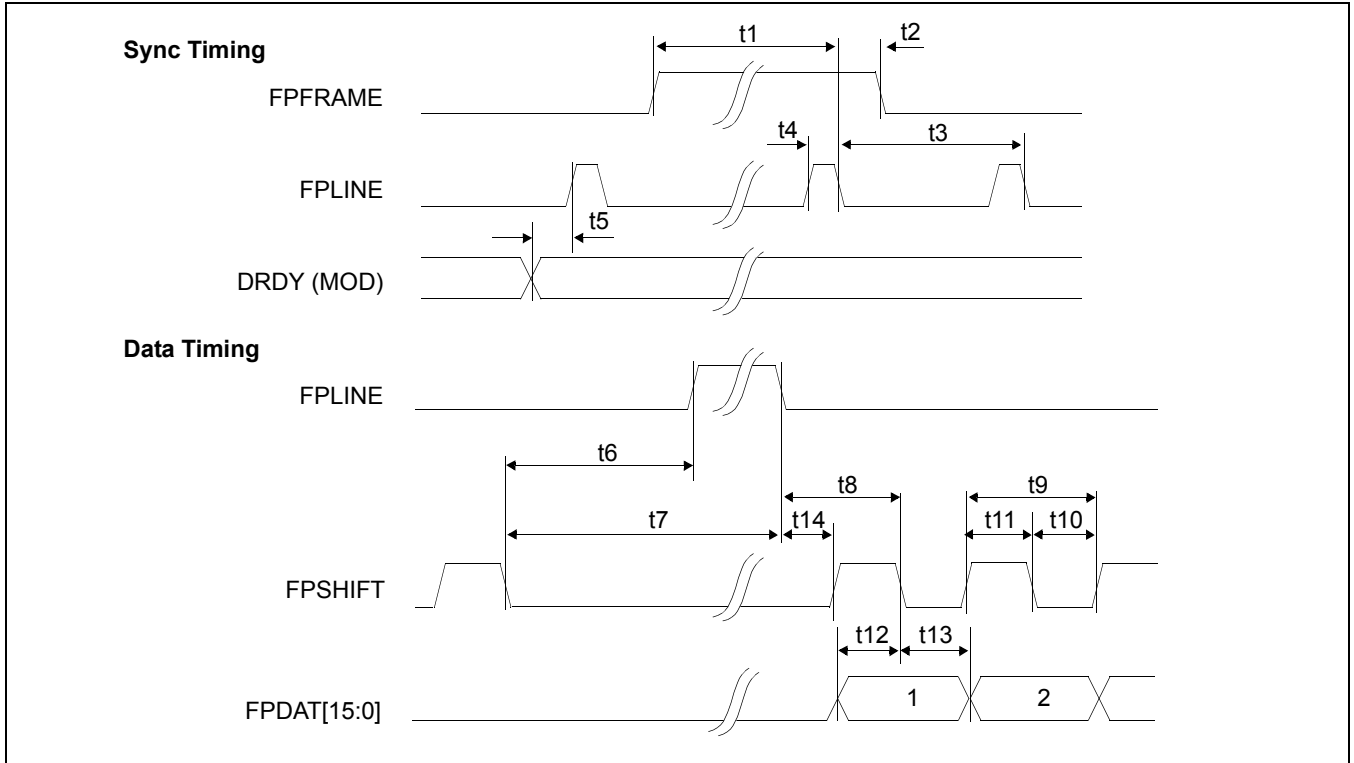 Sync Timing
t1
t2
FPFRAME
t4
t3
FPLINE
t5
DRDY (MOD)
Data Timing
FPLINE
t6
t8
t9
t7
t14
t11
t10
FPSHIFT
t12
t13
FPDAT[15:0]
1
2